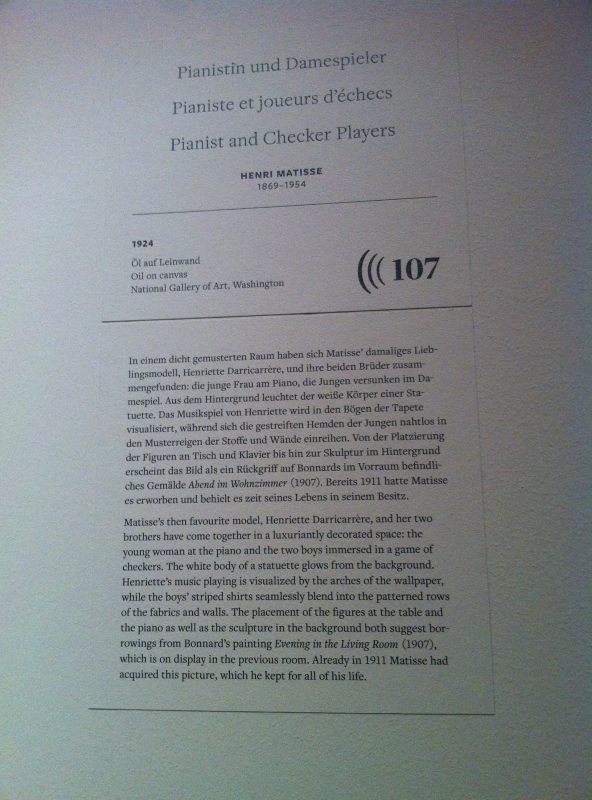 Pianistin und Damespieler
Pianiste et joueurs d'échecs
Pianist and Checker Players
HENRI MATISSE
1869–1954
1924
Öl auf Leinwand
Oil on canvas
National Gallery of Art, Washington
((( 107
In einem dicht gemusterten Raum haben sich Matisse' damaliges Lieb-
lingsmodell, Henriette Darricarrère, und ihre beiden Brüder zusam-
mengefunden: die junge Frau am Piano, die Jungen versunken im Da-
mespiel. Aus dem Hintergrund leuchtet der weiße Körper einer Sta-
tuette. Das Musikspiel von Henriette wird in den Bögen der Tapete
visualisiert, während sich die gestreiften Hemden der Jungen nahtlos in
den Musterreigen der Stoffe und Wände einreihen. Von der Platzierung
der Figuren an Tisch und Klavier bis hin zur Skulptur im Hintergrund
erscheint das Bild als ein Rückgriff auf Bonnards im Vorraum befindli-
ches Gemälde Abend im Wohnzimmer (1907). Bereits 1911 hatte Matisse
es erworben und behielt es zeit seines Lebens in seinem Besitz.
Matisse's then favourite model, Henriette Darricarrère, and her two
brothers have come together in a luxuriantly decorated space: the
young woman at the piano and the two boys immersed in a game of
checkers. The white body of a statuette glows from the background.
Henriette's music playing is visualized by the arches of the wallpaper,
while the boys' striped shirts seamlessly blend into the patterned rows
of the fabrics and walls. The placement of the figures at the table and
the piano as well as the sculpture in the background both suggest bor-
rowings from Bonnard's painting Evening in the Living Room (1907),
which is on display in the previous room. Already in 1911 Matisse had
acquired this picture, which he kept for all of his life.